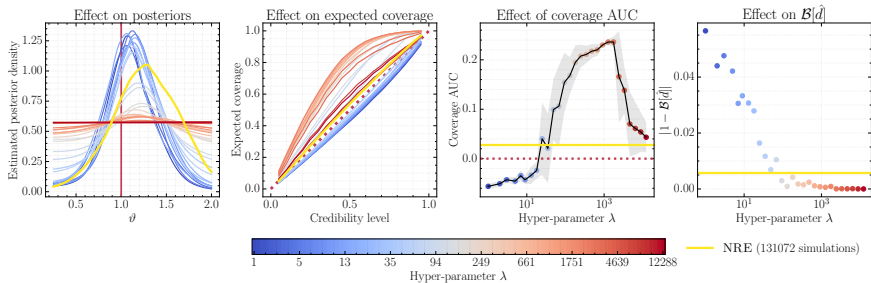 Effect on posteriors
Estimated posterior density
0.00
0.25
0.50
0.75
1.00
1.25
0.5
1.0
1.5
2.0
ϑ
Effect on expected coverage
Expected coverage
0.0
0.2
0.4
0.6
0.8
1.0
0.0
0.5
1.0
Credibility level
Effect of coverage AUC
Coverage AUC
0.0
0.1
0.2
10¹
10³
Hyper-parameter λ
Effect on 𝓑[d̂]
|1 − 𝓑[d̂]|
0.00
0.02
0.04
10¹
10³
Hyper-parameter λ
1 5 13 35 94 249 661 1751 4639 12288
Hyper-parameter λ
NRE (131072 simulations)